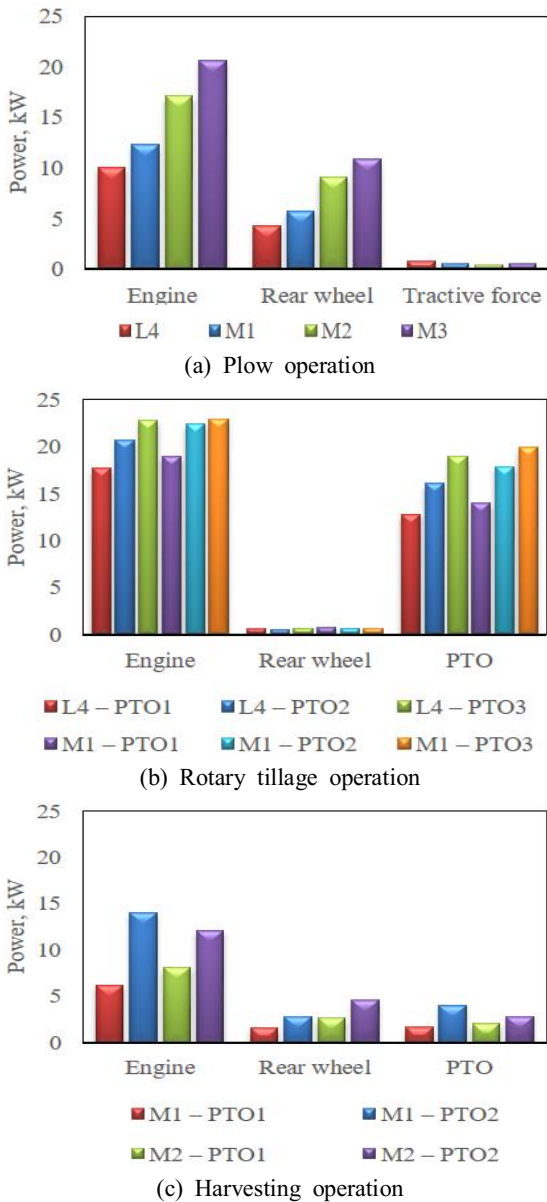 25
20
15
10
5
0
Power, kW
Engine Rear wheel Tractive force
L4 M1 M2 M3
(a) Plow operation
25
20
15
10
5
0
Power, kW
Engine Rear wheel PTO
L4 – PTO1 L4 – PTO2 L4 – PTO3
M1 – PTO1 M1 – PTO2 M1 – PTO3
(b) Rotary tillage operation
25
20
15
10
5
0
Power, kW
Engine Rear wheel PTO
M1 – PTO1 M1 – PTO2
M2 – PTO1 M2 – PTO2
(c) Harvesting operation